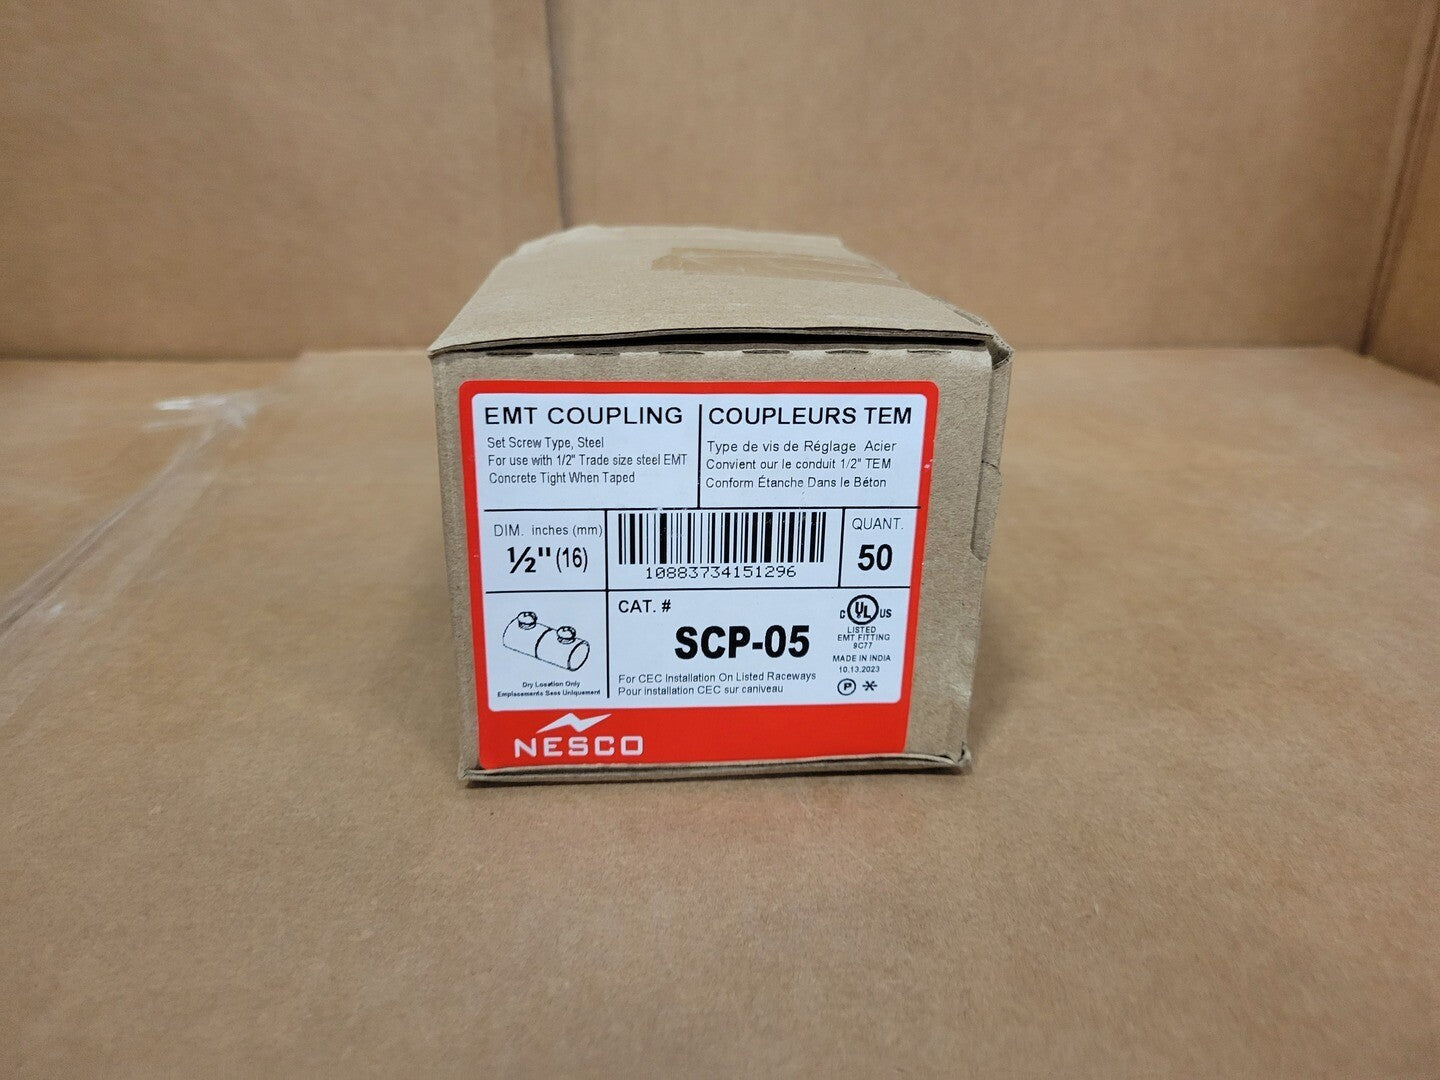 EMT COUPLING
Set Screw Type, Steel
For use with 1/2" Trade size steel EMT
Concrete Tight When Taped
COUPLEURS TEM
Type de vis de Réglage Acier
Convient our le conduit 1/2" TEM
Conform Étanche Dans le Béton
DIM. inches (mm)
½" (16)
10883734151296
QUANT.
50
Dry Location Only
Emplacements Secs Uniquement
CAT. #
SCP-05
For CEC Installation On Listed Raceways
Pour installation CEC sur caniveau
C UL US
LISTED
EMT FITTING
9C77
MADE IN INDIA
10.13.2023
P *
NESCO